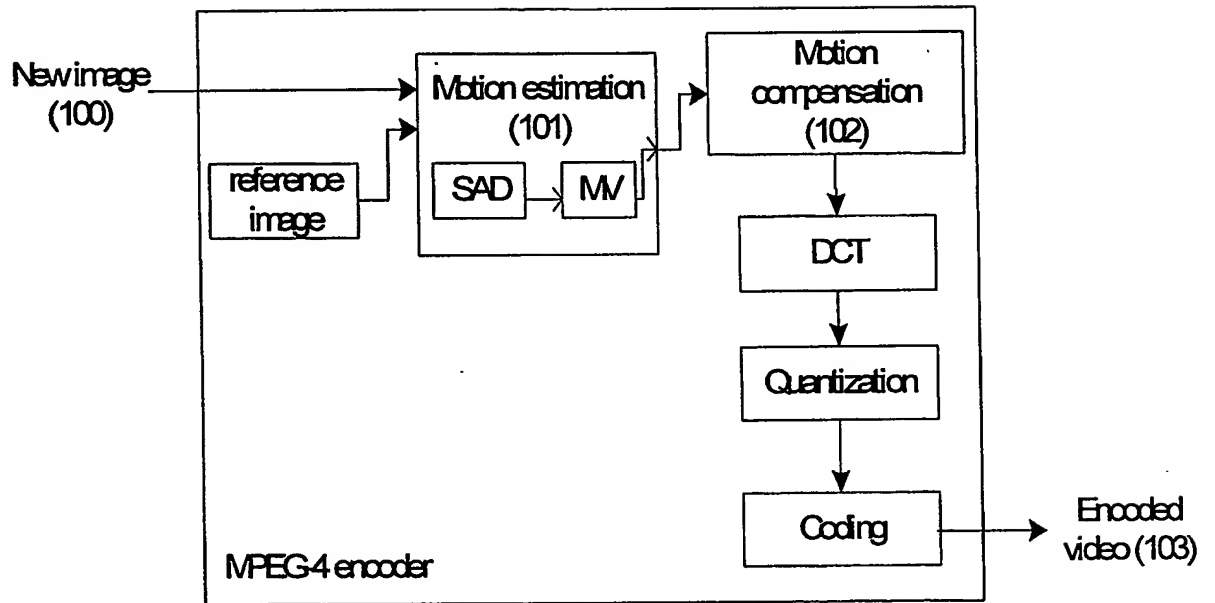 New image
(100)
reference
image
Motion estimation
(101)
SAD
MV
Motion
compensation
(102)
DCT
Quantization
Coding
Encoded
video (103)
MPEG-4 encoder